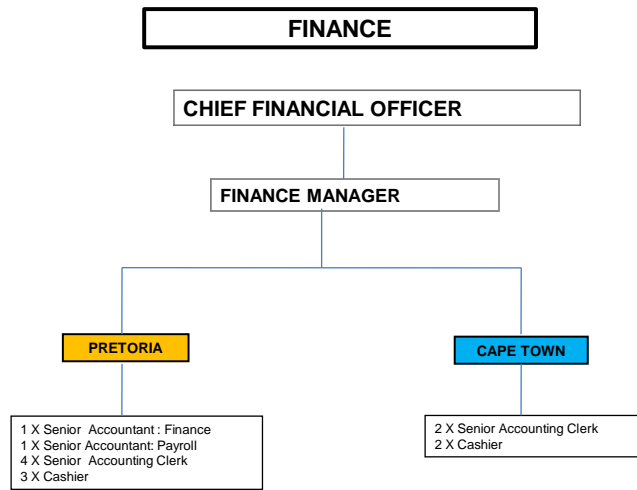 FINANCE
CHIEF FINANCIAL OFFICER
FINANCE MANAGER
PRETORIA
CAPE TOWN
1 X Senior Accountant : Finance
1 X Senior Accountant: Payroll
4 X Senior Accounting Clerk
3 X Cashier
2 X Senior Accounting Clerk
2 X Cashier